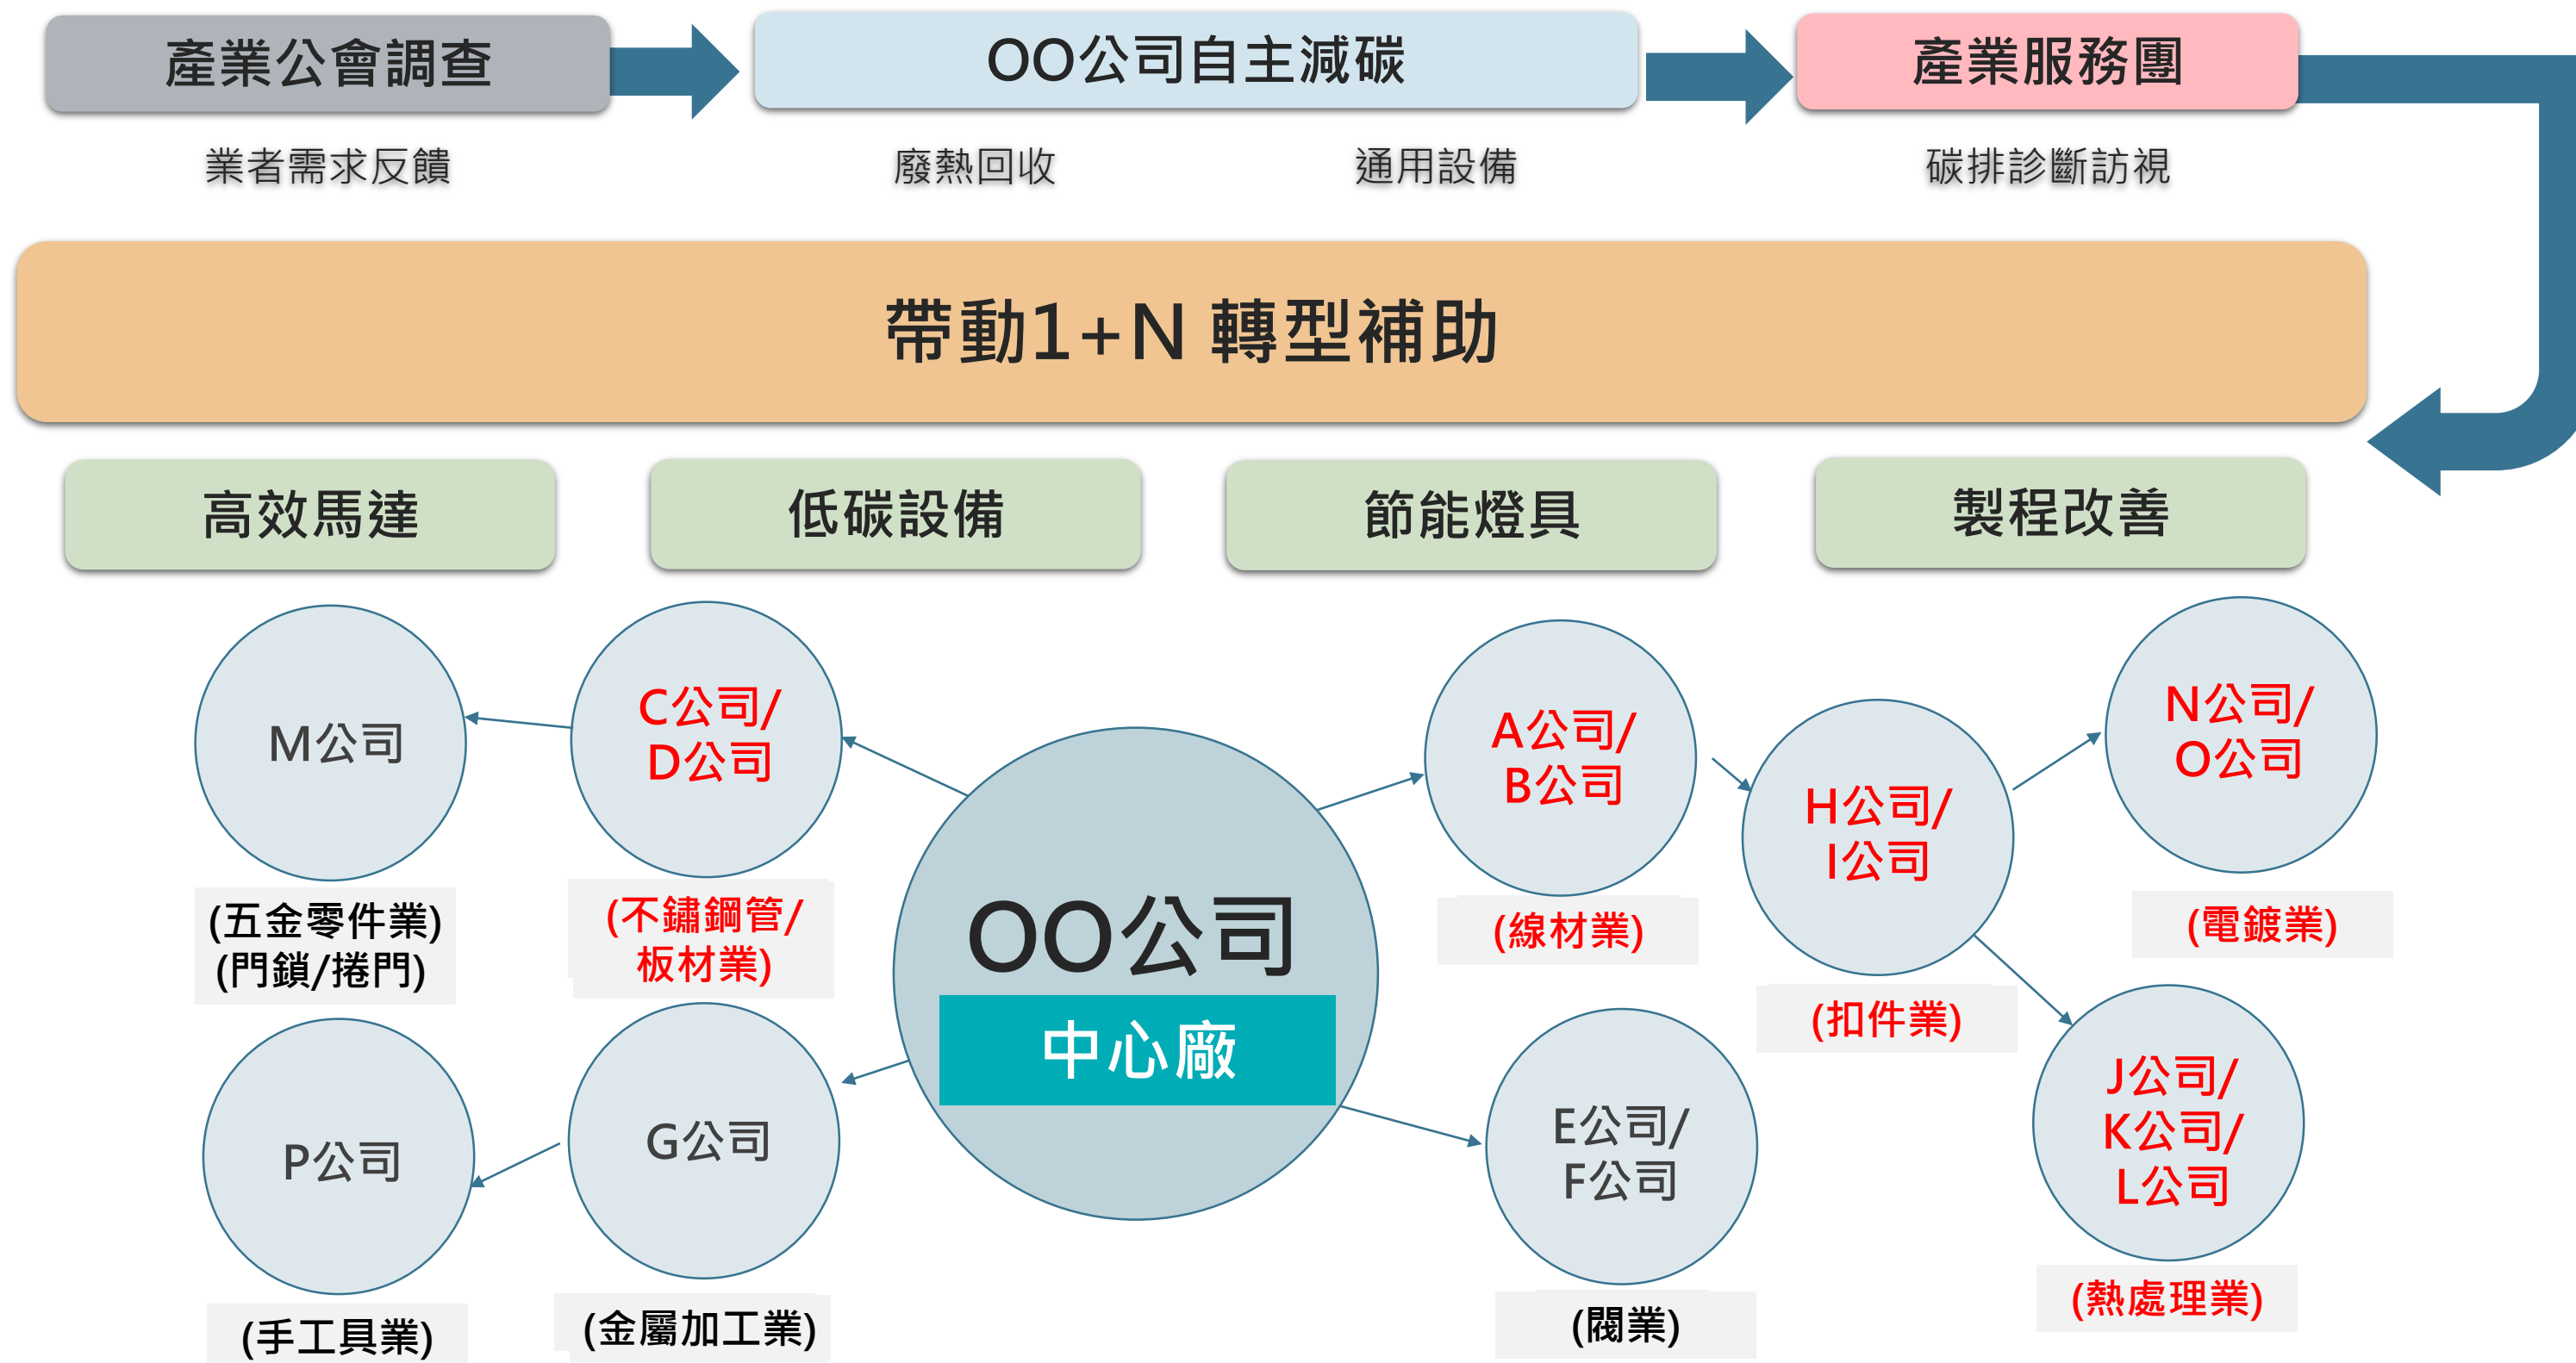 產業公會調查
OO公司自主減碳
產業服務團
業者需求反饋
廢熱回收
通用設備
碳排診斷訪視
帶動1+N 轉型補助
高效馬達
低碳設備
節能燈具
製程改善
M公司
(五金零件業)
(門鎖/捲門)
C公司/
D公司
(不鏽鋼管/
板材業)
P公司
(手工具業)
G公司
(金屬加工業)
OO公司
中心廠
A公司/
B公司
(線材業)
E公司/
F公司
(閥業)
H公司/
I公司
(扣件業)
N公司/
O公司
(電鍍業)
J公司/
K公司/
L公司
(熱處理業)